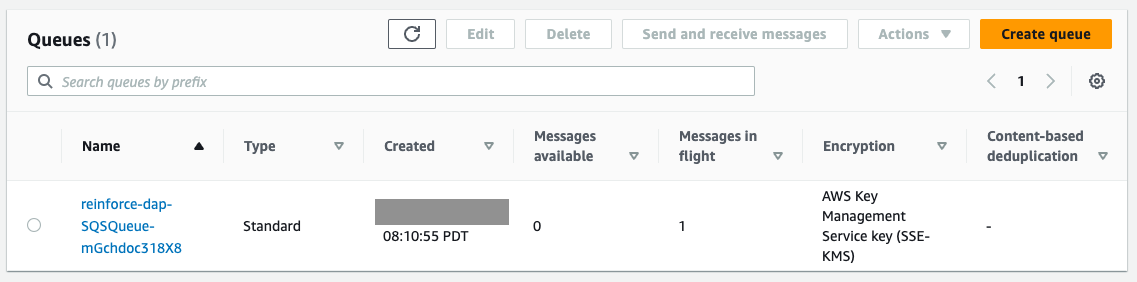 Queues (1)
Edit
Delete
Send and receive messages
Actions
Create queue
Search queues by prefix
1
Name
Type
Created
Messages
available
Messages in
flight
Encryption
Content-based
deduplication
reinforce-dap-
SQSQueue-
mGchdoc318X8
Standard
08:10:55 PDT
0
1
AWS Key
Management
Service key (SSE-
KMS)
-